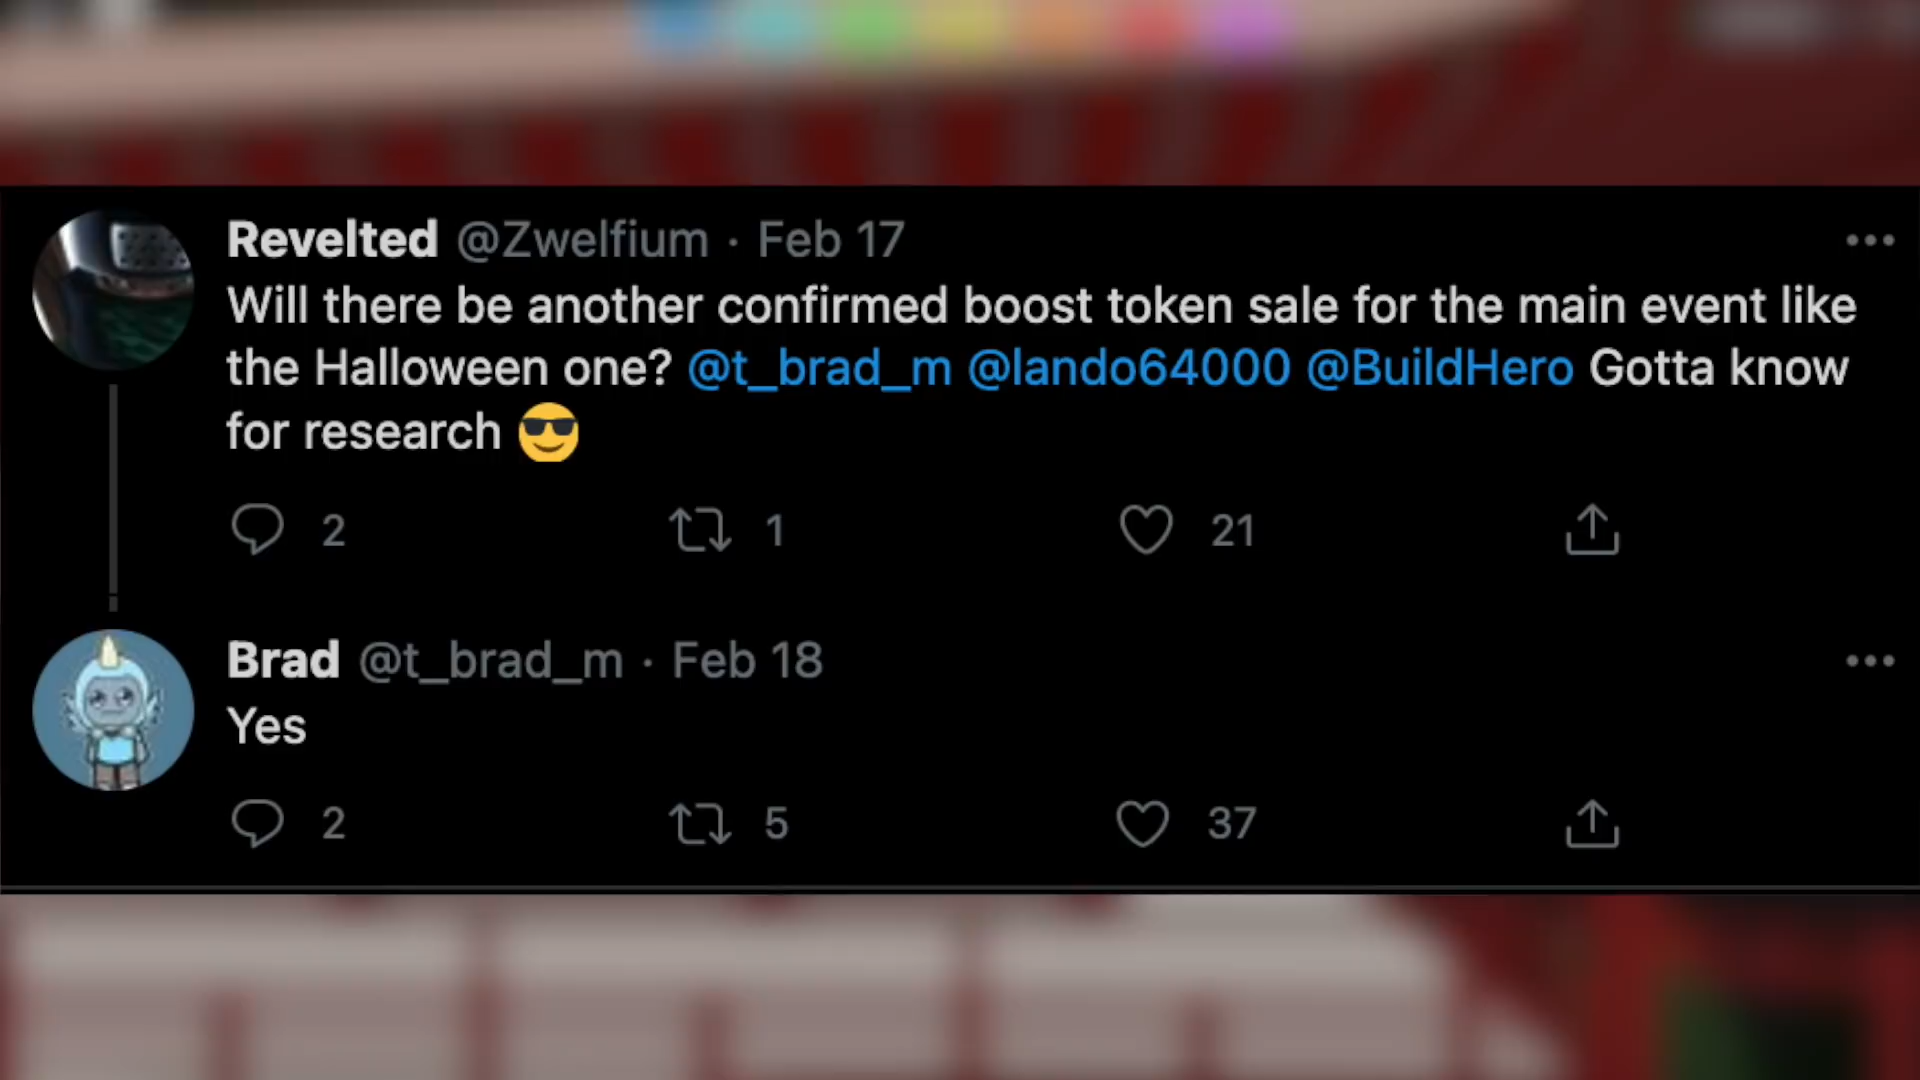 Revelted @Zwelfium · Feb 17
Will there be another confirmed boost token sale for the main event like
the Halloween one? @t_brad_m @lando64000 @BuildHero Gotta know
for research 😎
2 1 21
Brad @t_brad_m · Feb 18
Yes
2 5 37